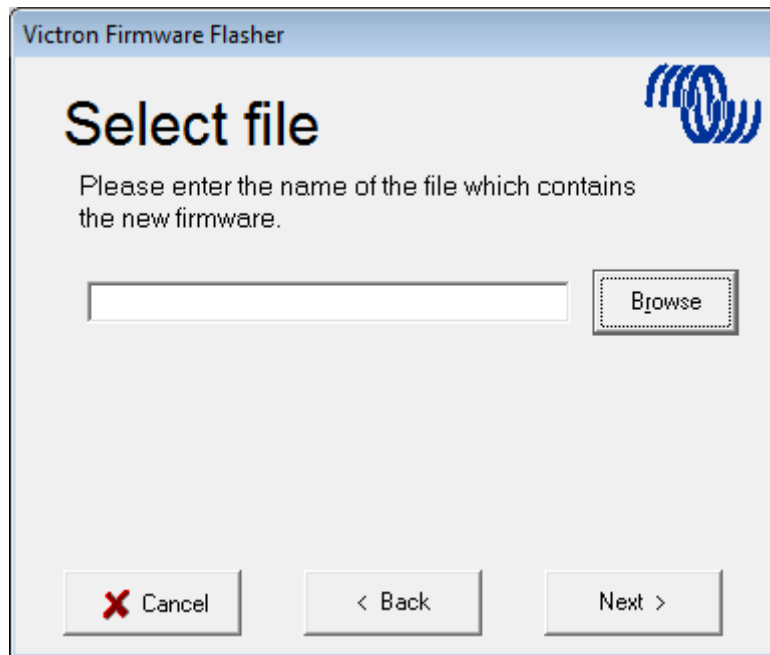 Victron Firmware Flasher
Select file
Please enter the name of the file which contains
the new firmware.
Browse
Cancel
< Back
Next >